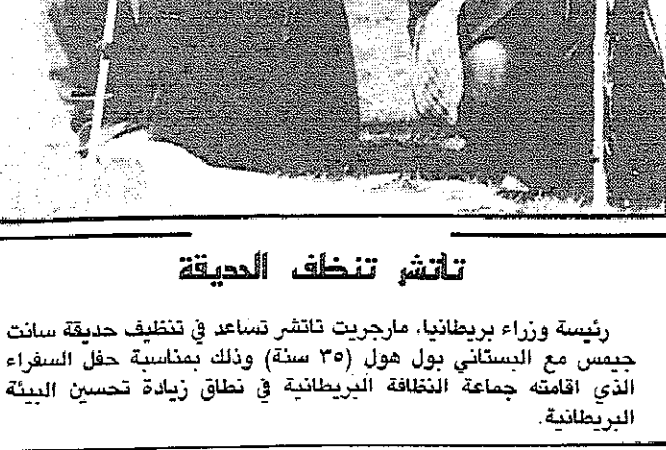 تاتشر تنظف الحديقة
رئيسة وزراء بريطانيا، مارجريت تاتشر تساعد في تنظيف حديقة سانت
جيمس مع البستاني بول هول (٣٥ سنة) وذلك بمناسبة حفل السفراء
الذي اقامته جماعة النظافة البريطانية في نطاق زيادة تحسين البيئة
البريطانية.